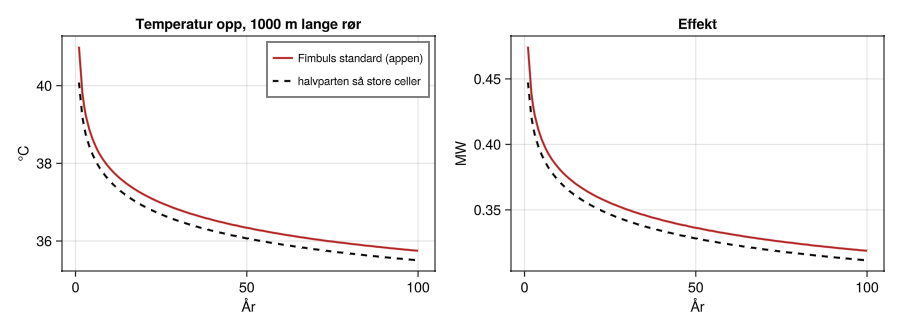 Temperatur opp, 1000 m lange rør
°C
40
38
36
Fimbuls standard (appen)
halvparten så store celler
0
50
100
År
Effekt
MW
0.45
0.40
0.35
0
50
100
År